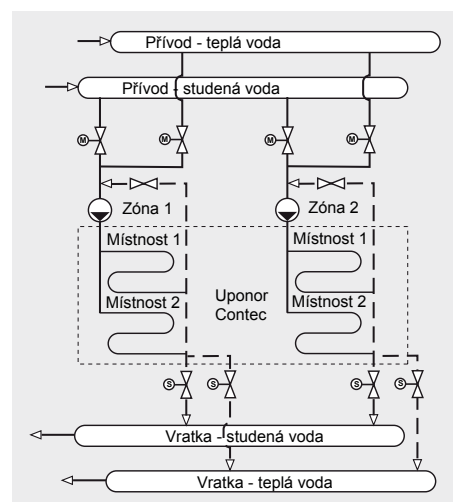 Přívod - teplá voda
Přívod - studená voda
M
M
M
M
Zóna 1
Zóna 2
Místnost 1
Místnost 1
Místnost 2
Uponor
Contec
Místnost 2
S
S
S
S
Vratka - studená voda
Vratka - teplá voda